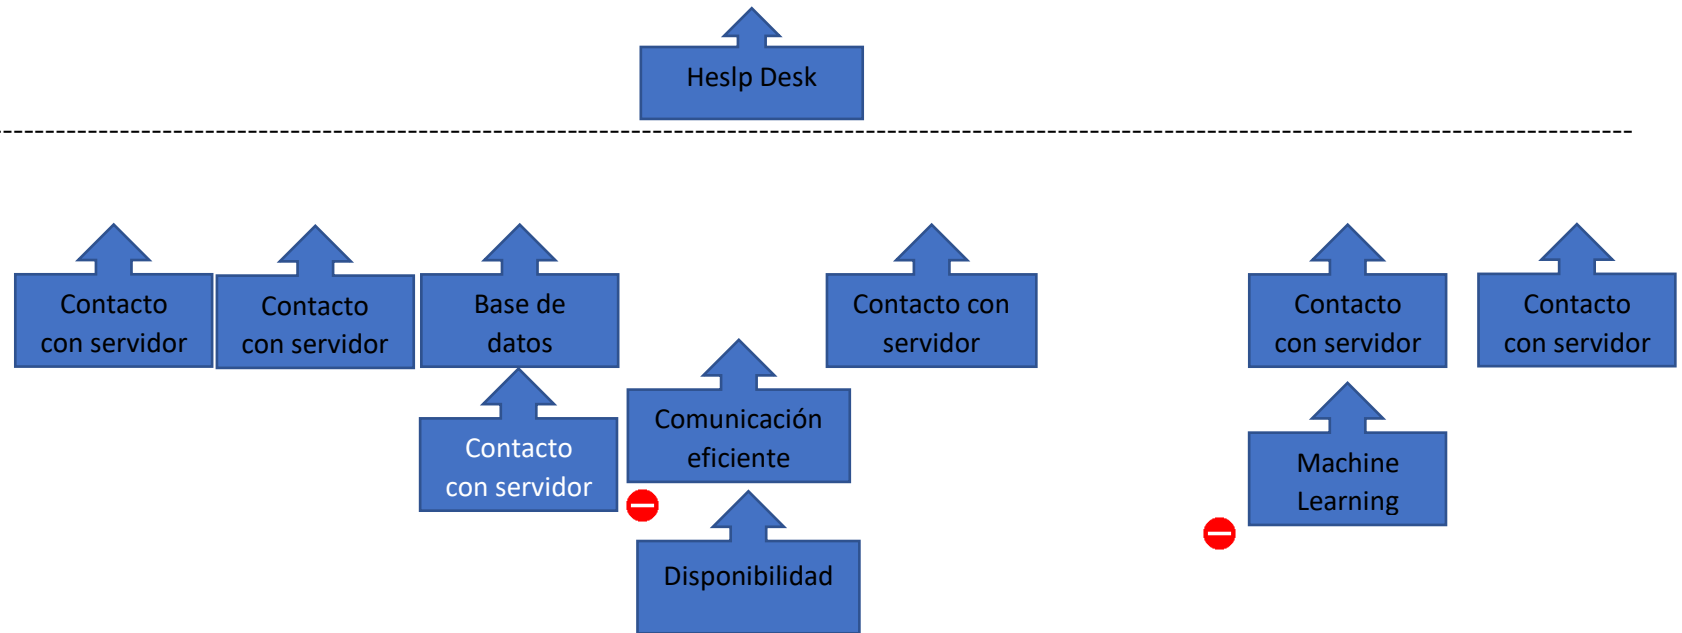 Heslp Desk
Contacto
con servidor
Contacto
con servidor
Base de
datos
Contacto con
servidor
Contacto
con servidor
Contacto
con servidor
Contacto
con servidor
Comunicación
eficiente
Machine
Learning
Disponibilidad